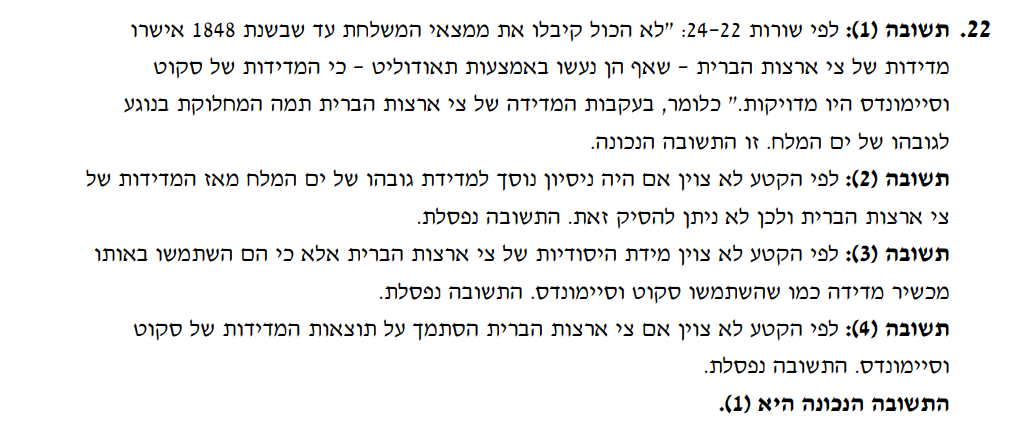 22. תשובה (1): לפי שורות 24-22: "לא הכול קיבלו את ממצאי המשלחת עד שבשנת 1848 אישרו
מדידות של צי ארצות הברית – שאף הן נעשו באמצעות תאודוליט – כי המדידות של סקוט
וסיימונדס היו מדויקות." כלומר, בעקבות המדידה של צי ארצות הברית תמה המחלוקת בנוגע
לגובהו של ים המלח. זו התשובה הנכונה.
תשובה (2): לפי הקטע לא צוין אם היה ניסיון נוסך למדידת גובהו של ים המלח מאז המדידות של
צי ארצות הברית ולכן לא ניתן להסיק זאת. התשובה נפסלת.
תשובה (3): לפי הקטע לא צוין מידת היסודיות של צי ארצות הברית אלא כי הם השתמשו באותו
מכשיר מדידה כמו שהשתמשו סקוט וסיימונדס. התשובה נפסלת.
תשובה (4): לפי הקטע לא צוין אם צי ארצות הברית הסתמך על תוצאות המדידות של סקוט
וסיימונדס. התשובה נפסלת.
התשובה הנכונה היא (1).